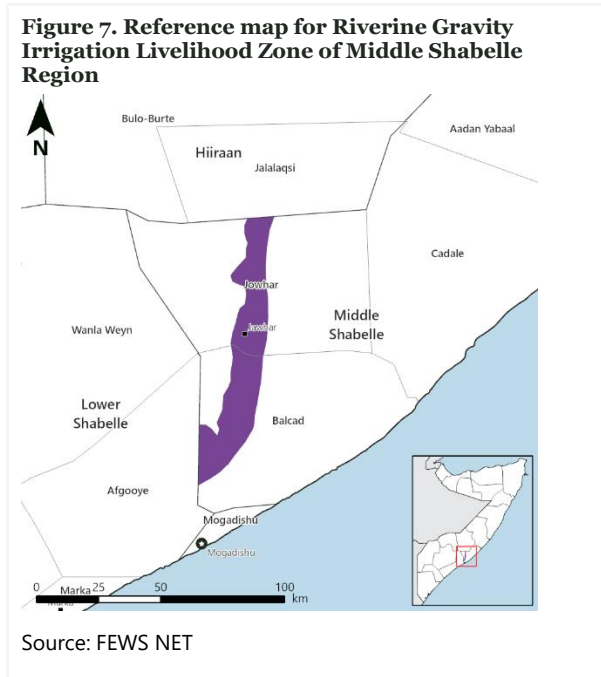 Figure 7. Reference map for Riverine Gravity
Irrigation Livelihood Zone of Middle Shabelle
Region
N
Bulo-Burte
Aadan Yabaal
Hiiraan
Jalalaqsi
Cadale
Jowhar
Middle
Shabelle
Jawhar
Wanla Weyn
Lower
Shabelle
Balcad
Afgooye
Mogadishu
Mogadishu
0 25 50 100
km
Marka
Marka
Source: FEWS NET